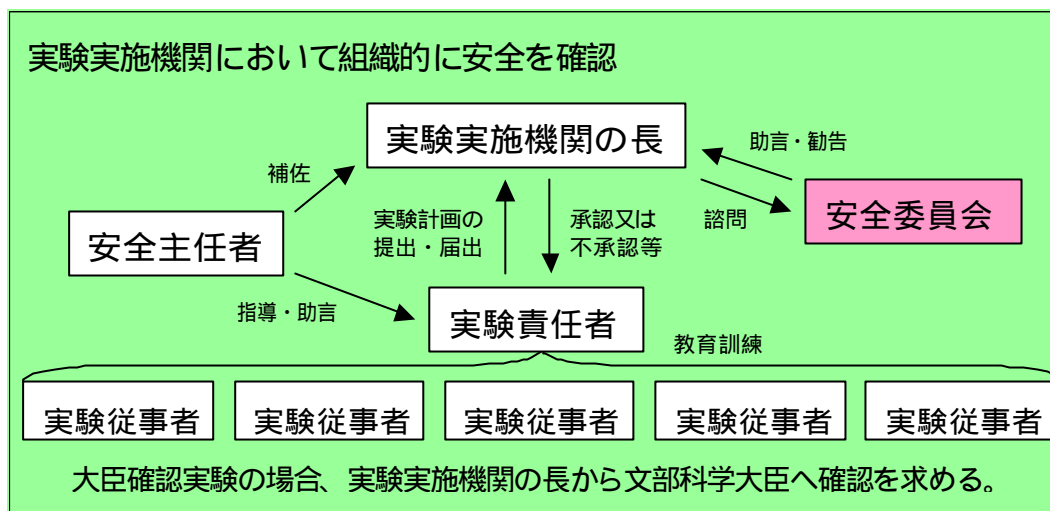 実験実施機関において組織的に安全を確認
実験実施機関の長
助言・勧告
補佐
安全主任者
実験計画の
提出・届出
承認又は
不承認等
諮問
安全委員会
指導・助言
実験責任者
教育訓練
実験従事者
実験従事者
実験従事者
実験従事者
実験従事者
大臣確認実験の場合、実験実施機関の長から文部科学大臣へ確認を求める。